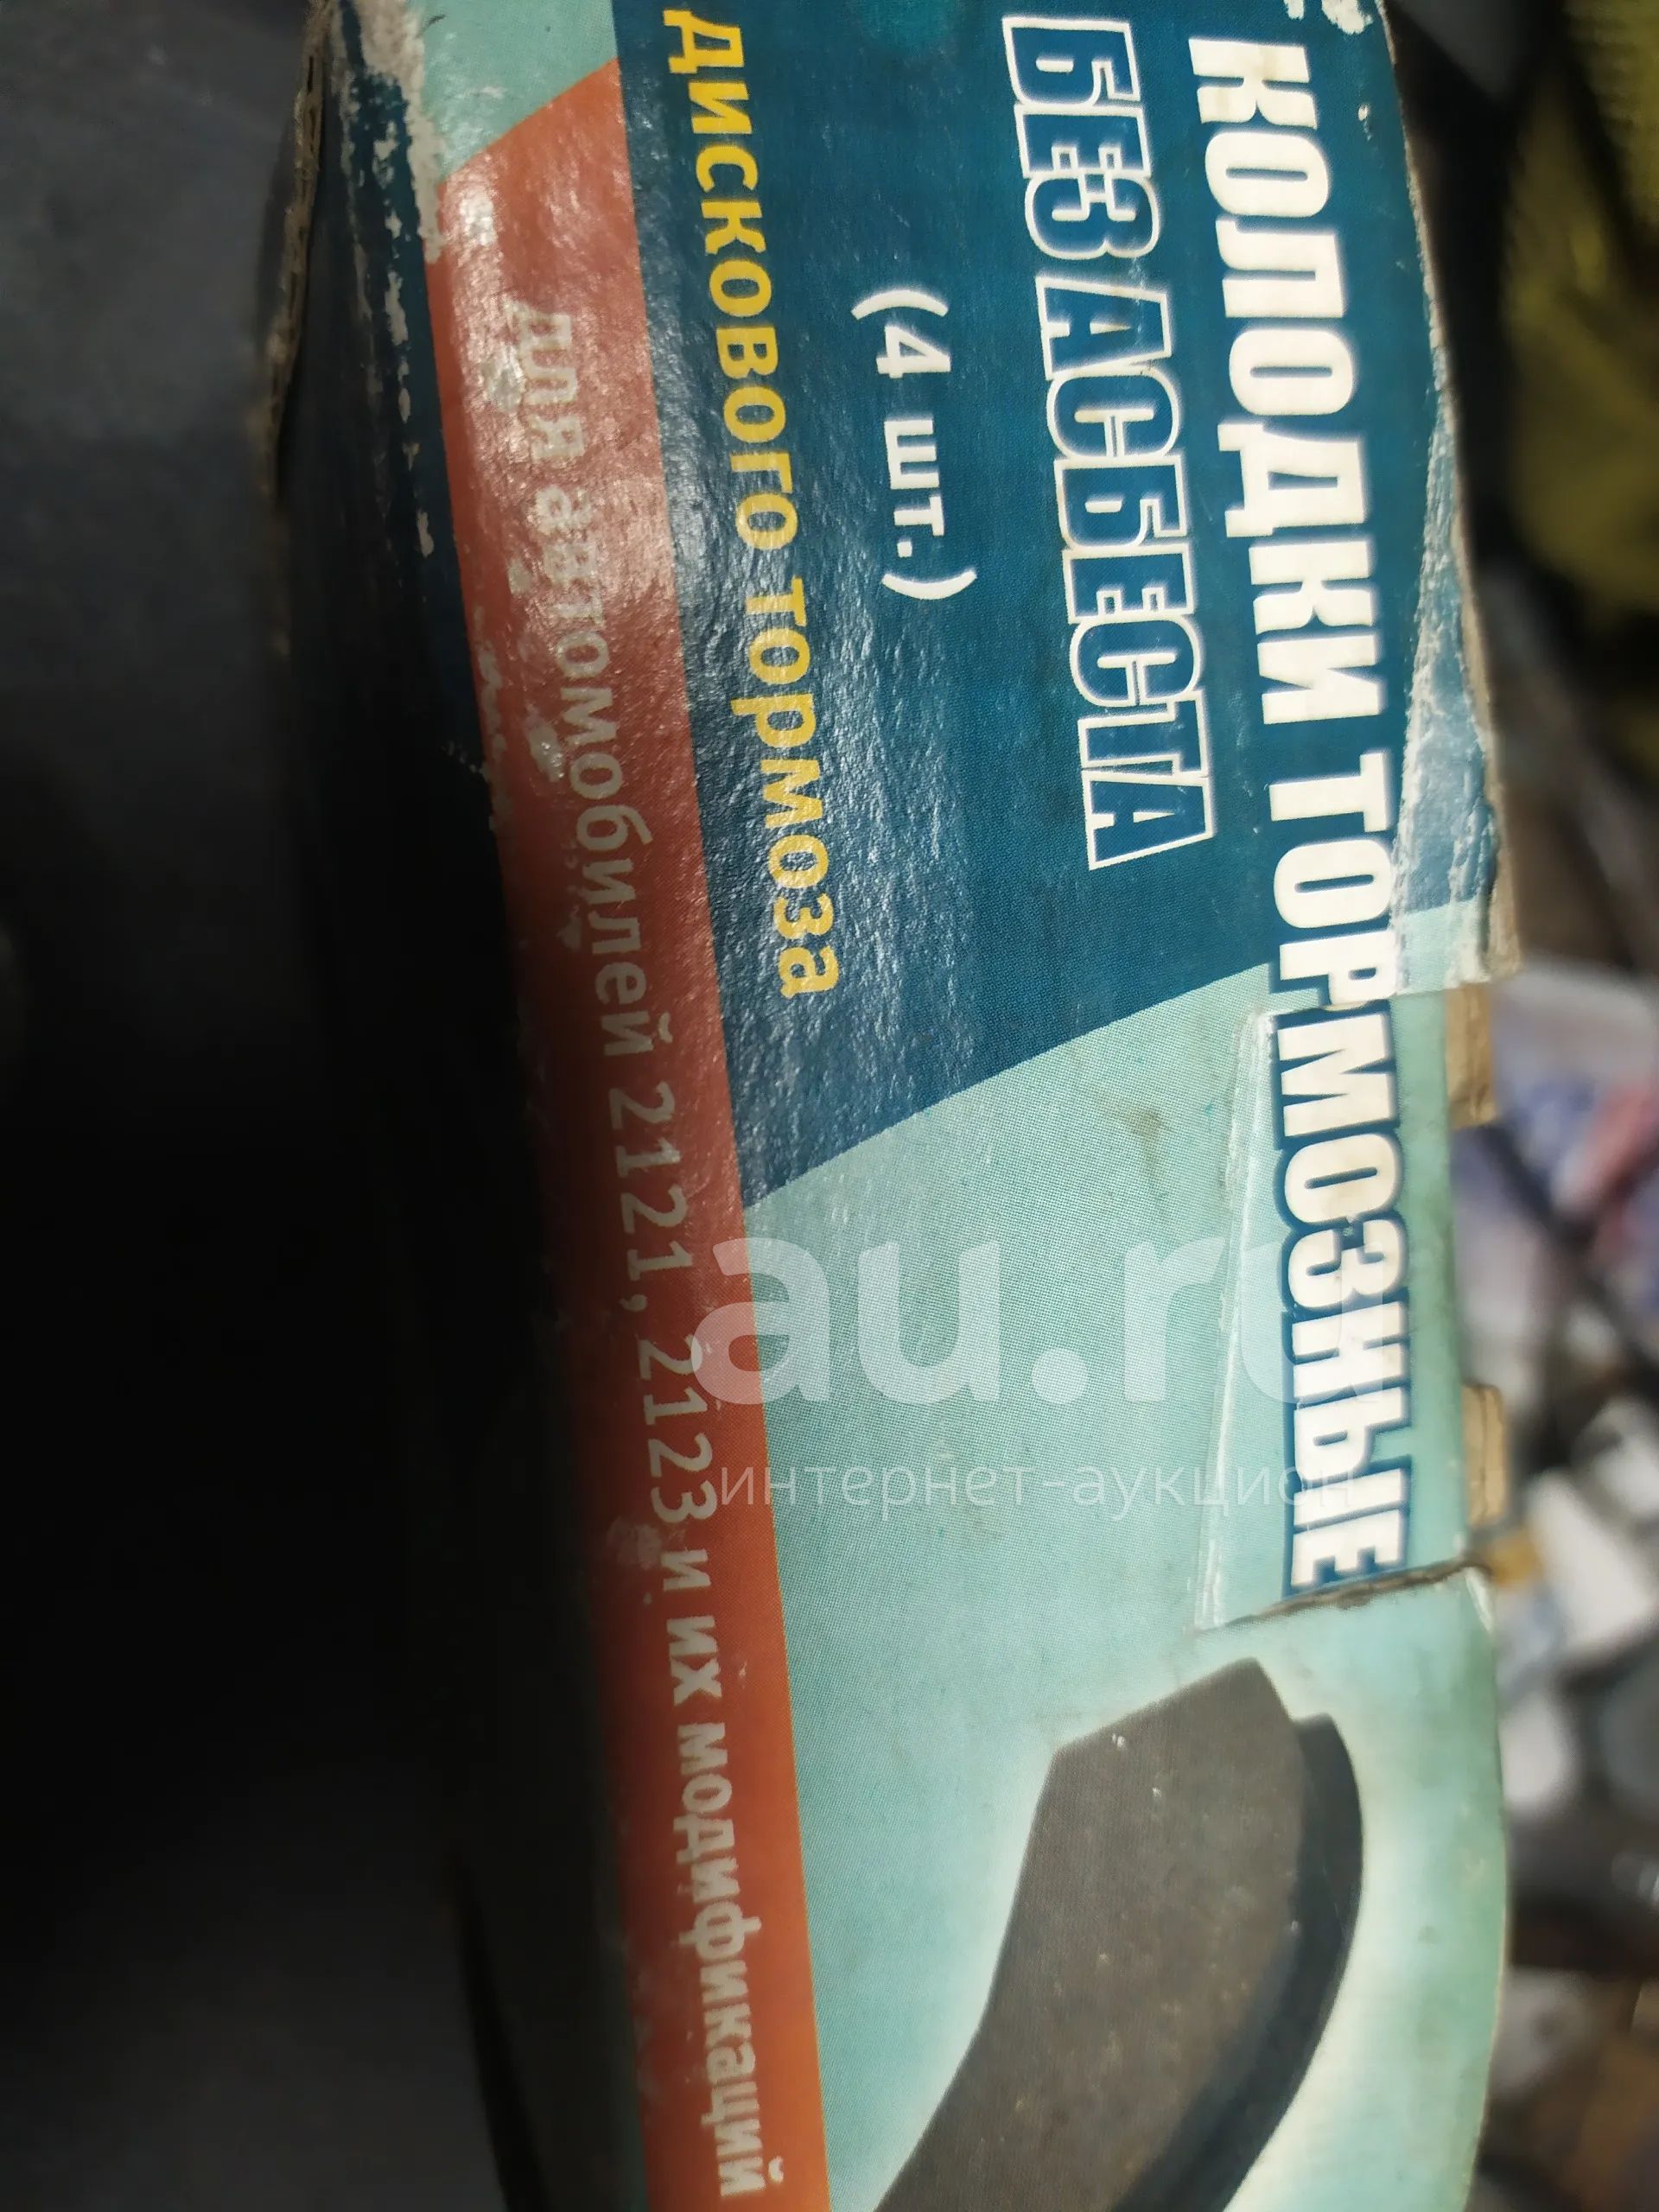 КОЛОДКИ ТОРМОЗНЫЕ
БЕЗ АСБЕСТА
(4 шт.)
дискового тормоза
для автомобилей 2121, 2123 и их модификаций
au.ru
интернет-аукцион